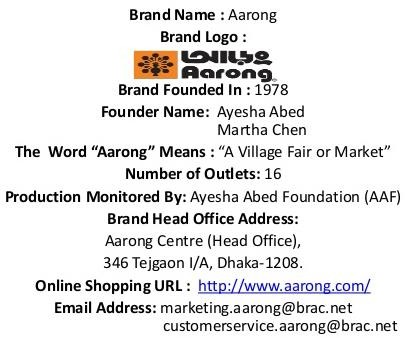 Brand Name : Aarong
Brand Logo :
আড়ং
Aarong
Brand Founded In : 1978
Founder Name: Ayesha Abed
Martha Chen
The Word “Aarong” Means : “A Village Fair or Market”
Number of Outlets: 16
Production Monitored By: Ayesha Abed Foundation (AAF)
Brand Head Office Address:
Aarong Centre (Head Office),
346 Tejgaon I/A, Dhaka-1208.
Online Shopping URL : http://www.aarong.com/
Email Address: marketing.aarong@brac.net
customerservice.aarong@brac.net